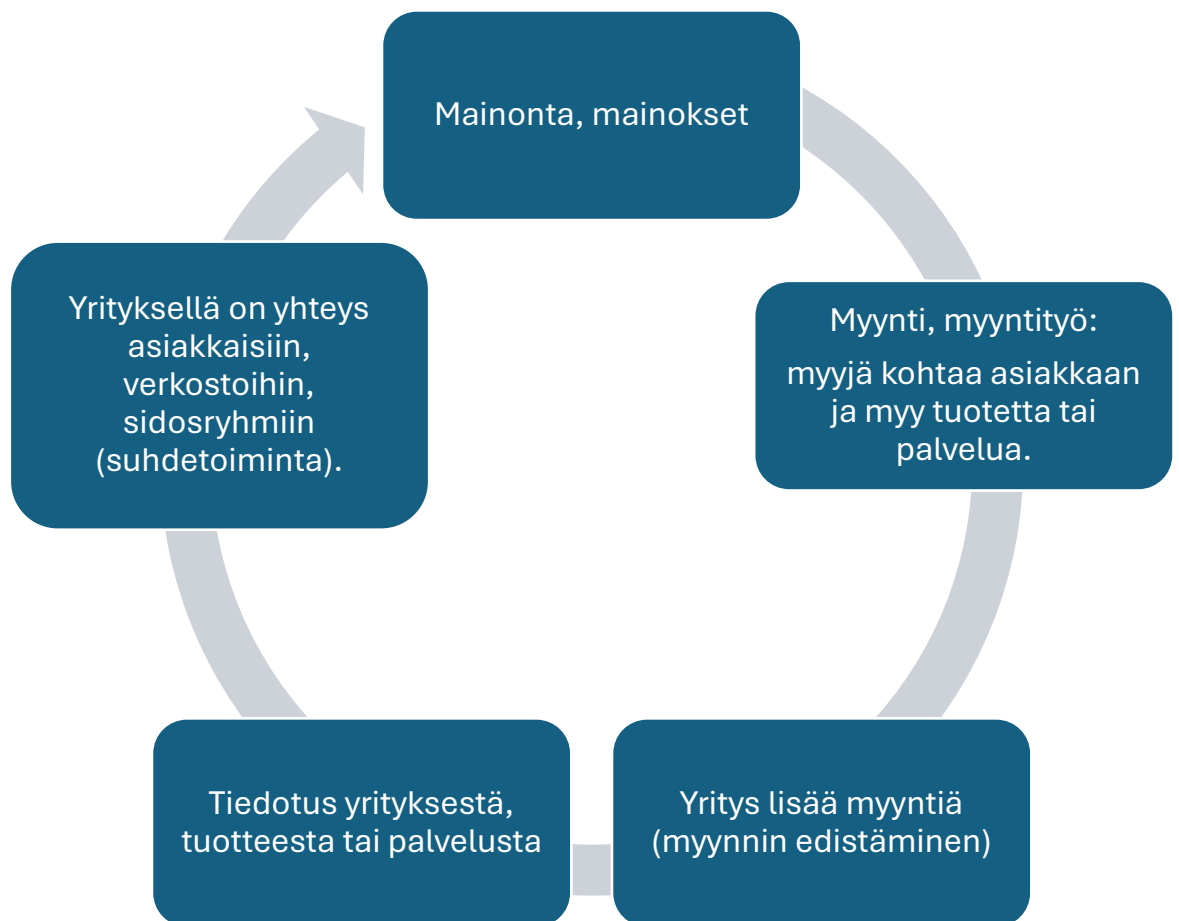 Mainonta, mainokset
Myynti, myyntityö:
myyjä kohtaa asiakkaan
ja myy tuotetta tai
palvelua.
Yritys lisää myyntiä
(myynnin edistäminen)
Tiedotus yrityksestä,
tuotteesta tai palvelusta
Yrityksellä on yhteys
asiakkaisiin,
verkostoihin,
sidosryhmiin
(suhdetoiminta).